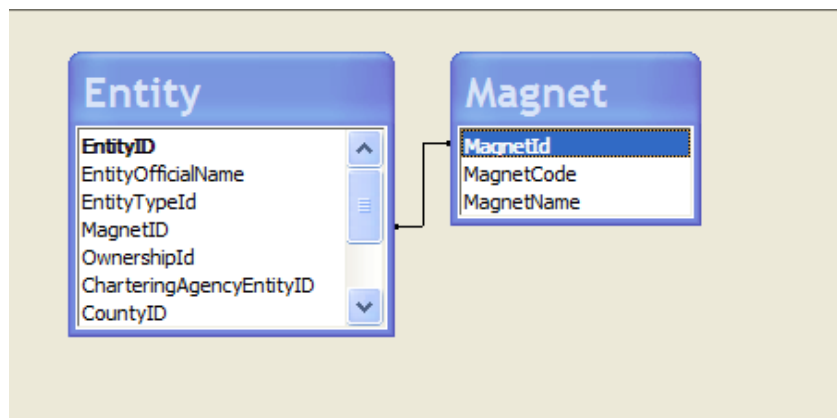 Entity
EntityID
EntityOfficialName
EntityTypeId
MagnetID
OwnershipId
CharteringAgencyEntityID
CountyID
Magnet
MagnetId
MagnetCode
MagnetName